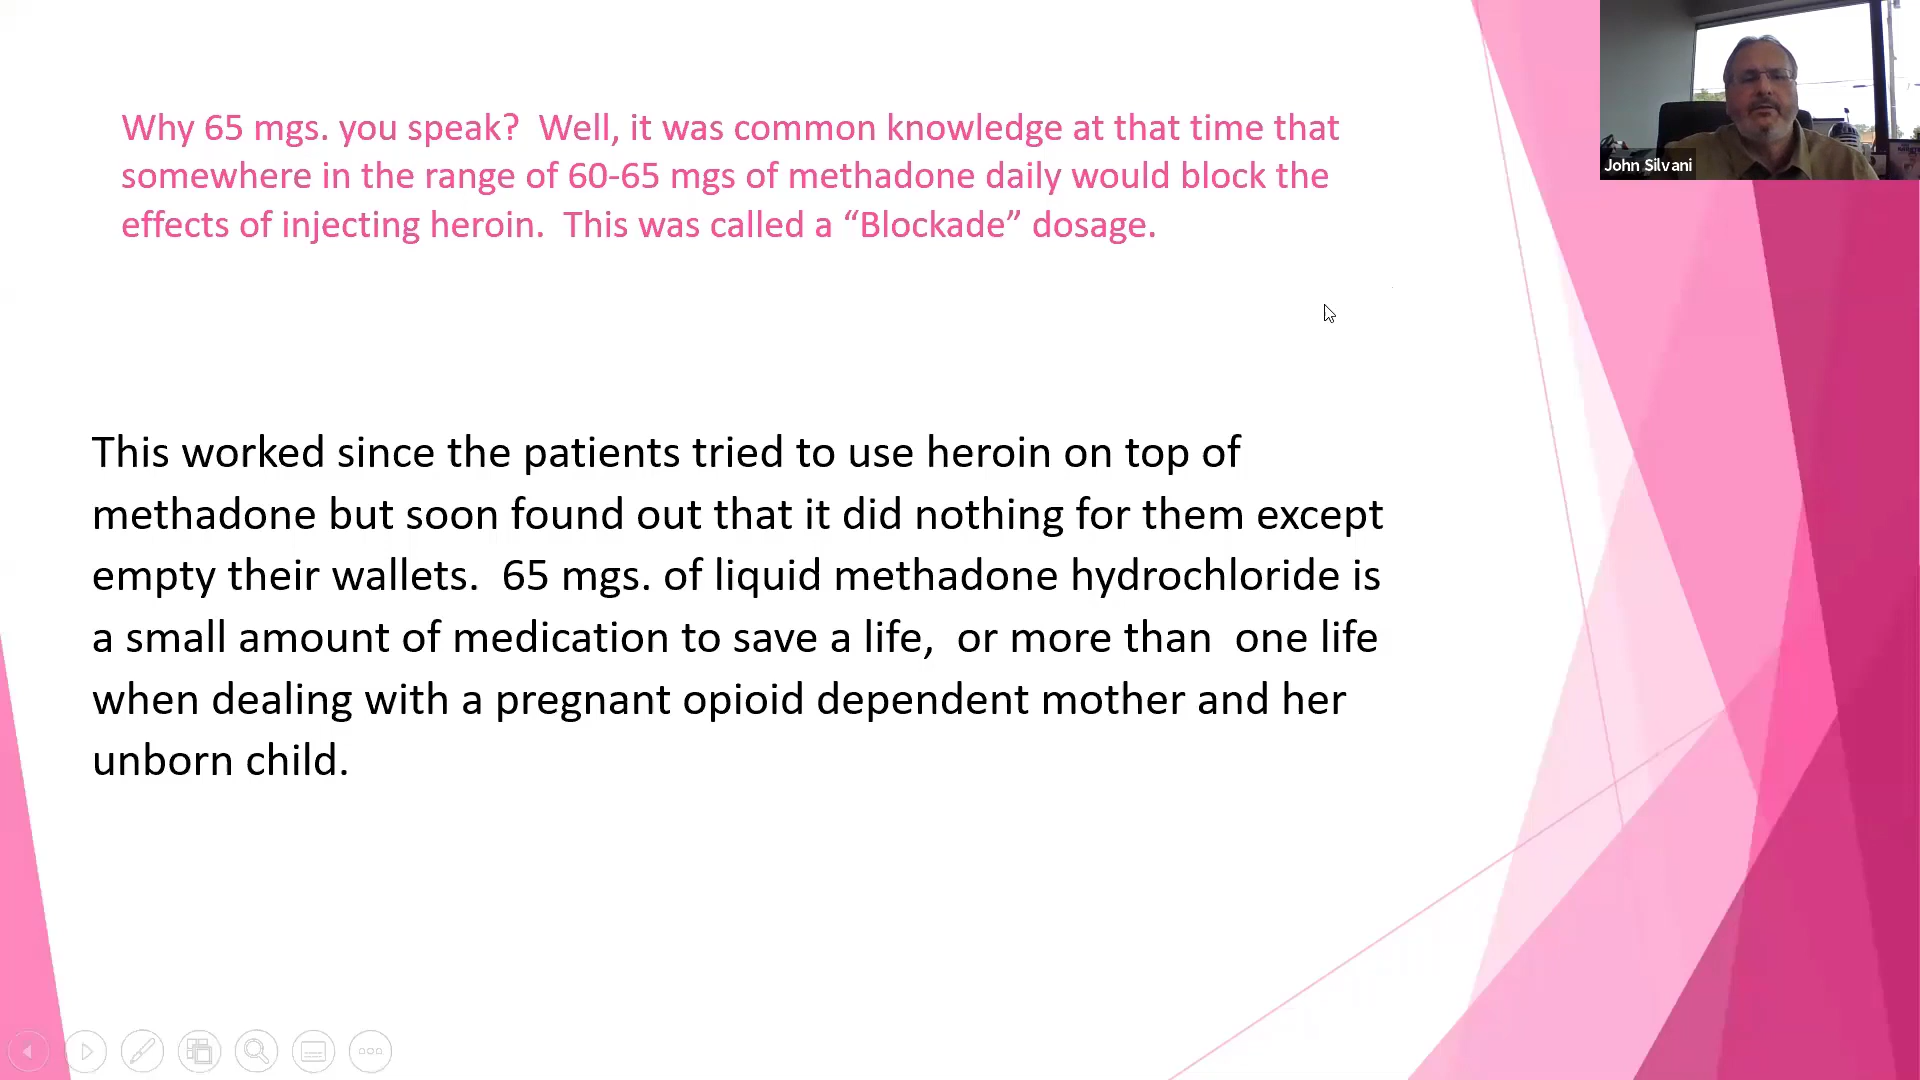 Why 65 mgs. you speak?  Well, it was common knowledge at that time that
somewhere in the range of 60-65 mgs of methadone daily would block the
effects of injecting heroin.  This was called a “Blockade” dosage.
John Silvani
This worked since the patients tried to use heroin on top of
methadone but soon found out that it did nothing for them except
empty their wallets.  65 mgs. of liquid methadone hydrochloride is
a small amount of medication to save a life,  or more than  one life
when dealing with a pregnant opioid dependent mother and her
unborn child.